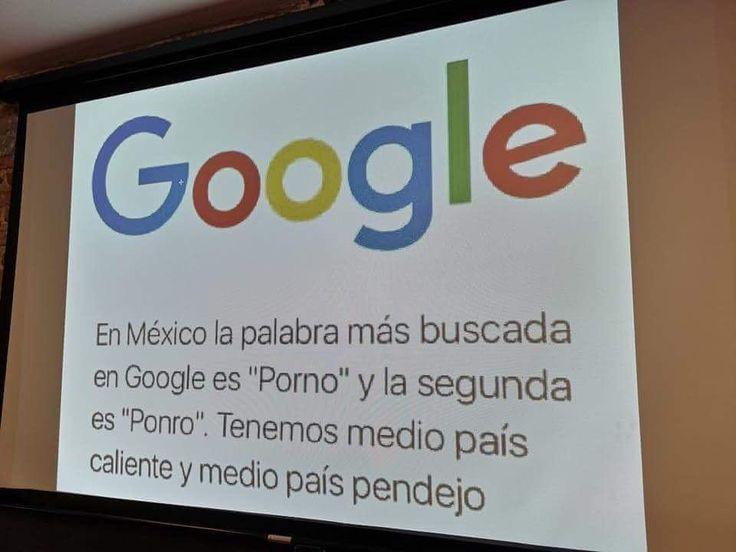 Google
En México la palabra más buscada
en Google es "Porno" y la segunda
es "Ponro". Tenemos medio país
caliente y medio país pendejo